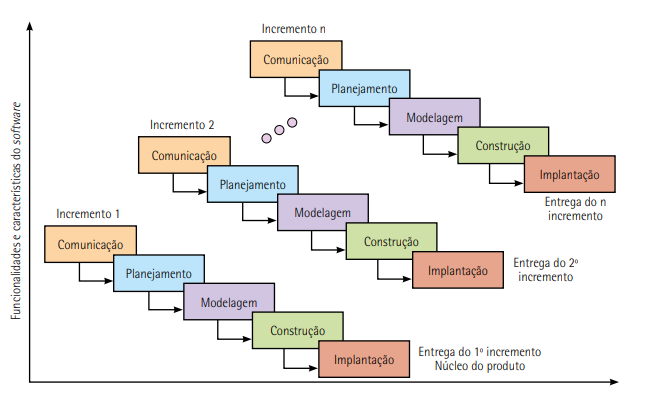 Incremento n
Comunicação
Planejamento
Modelagem
Construção
Implantação
Entrega do n
incremento
Incremento 2
Comunicação
Planejamento
Modelagem
Construção
Implantação
Entrega do 2º
incremento
Incremento 1
Comunicação
Planejamento
Modelagem
Construção
Implantação
Entrega do 1º incremento
Núcleo do produto
Funcionalidades e características do software